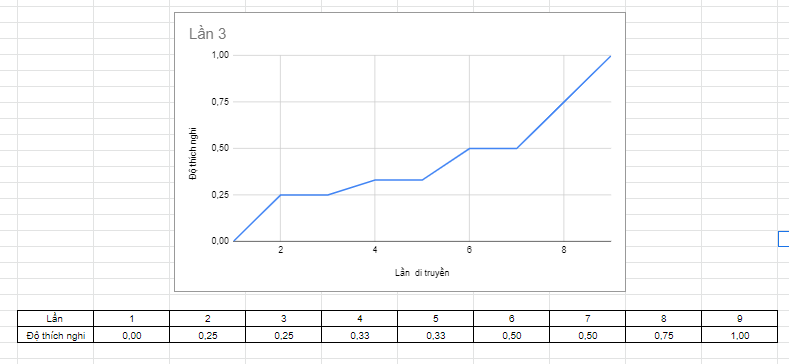 Lần 3
1,00
0,75
0,50
0,25
0,00
Độ thích nghi
2 4 6 8
Lần di truyền
Lần 1 2 3 4 5 6 7 8 9
Độ thích nghi 0,00 0,25 0,25 0,33 0,33 0,50 0,50 0,75 1,00